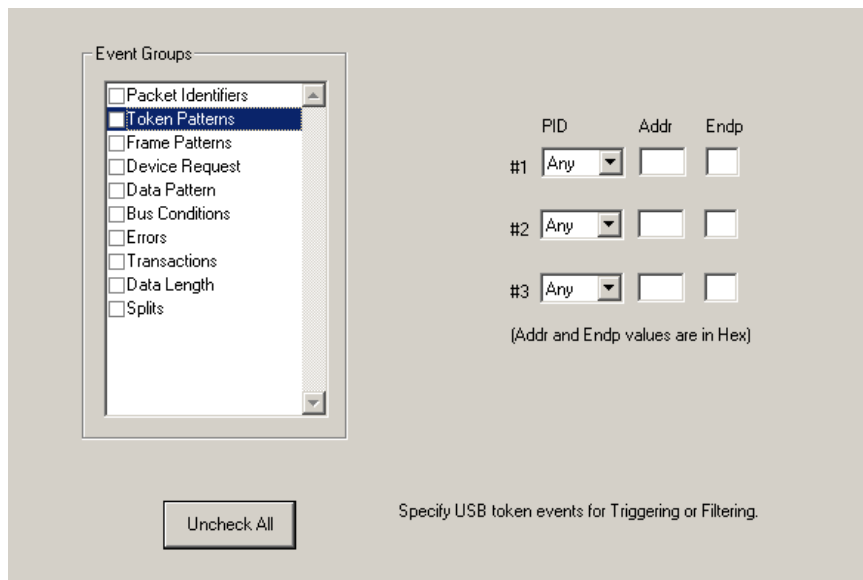 Event Groups
Packet Identifiers
Token Patterns
Frame Patterns
Device Request
Data Pattern
Bus Conditions
Errors
Transactions
Data Length
Splits
PID Addr Endp
#1 Any
#2 Any
#3 Any
(Addr and Endp values are in Hex)
Uncheck All
Specify USB token events for Triggering or Filtering.